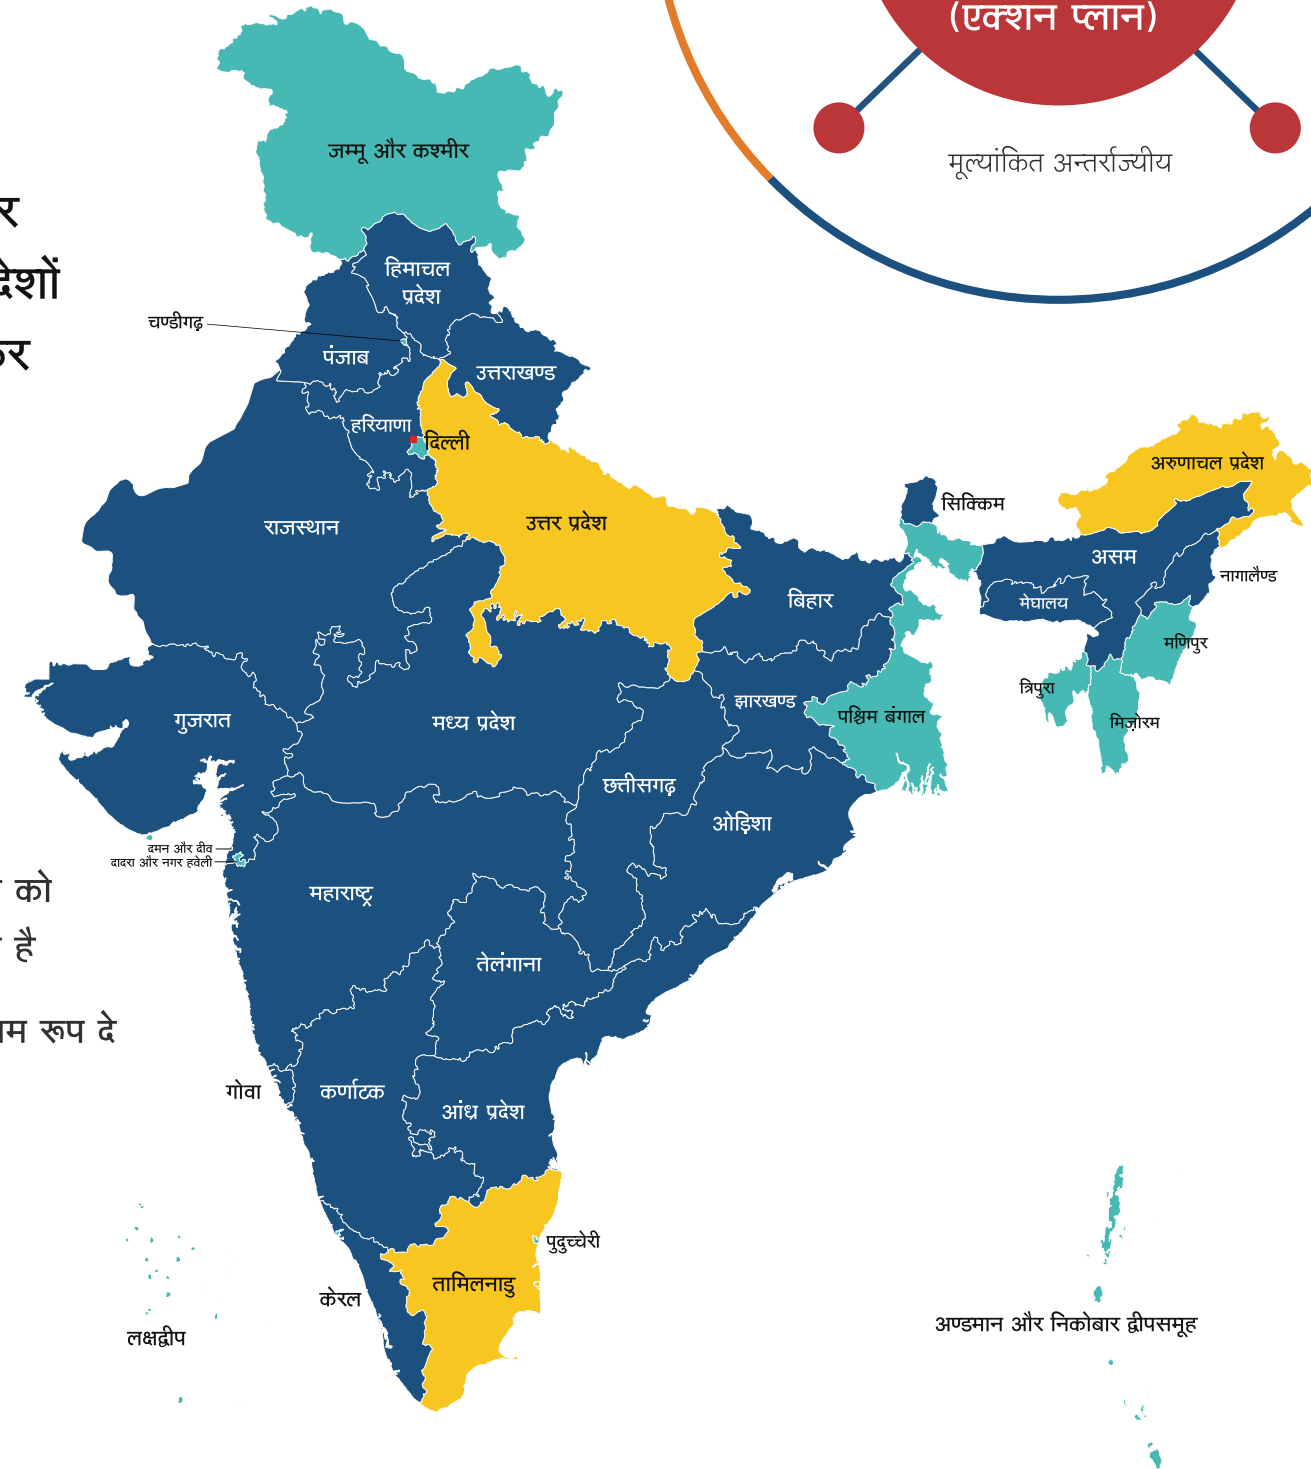 (एक्शन प्लान)
मूल्यांकित अन्तर्राज्यीय
जम्मू और कश्मीर
हिमाचल
प्रदेश
चण्डीगढ़
पंजाब
उत्तराखण्ड
हरियाणा
दिल्ली
राजस्थान
उत्तर प्रदेश
अरुणाचल प्रदेश
सिक्किम
असम
नागालैण्ड
मेघालय
बिहार
मणिपुर
त्रिपुरा
मिज़ोरम
गुजरात
मध्य प्रदेश
झारखण्ड
पश्चिम बंगाल
छत्तीसगढ़
ओड़िशा
दमन और दीव
दादरा और नगर हवेली
महाराष्ट्र
को
है
रूप दे
तेलंगाना
गोवा
कर्णाटक
आंध्र प्रदेश
पुदुच्चेरी
तामिलनाडु
केरल
लक्षद्वीप
अण्डमान और निकोबार द्वीपसमूह